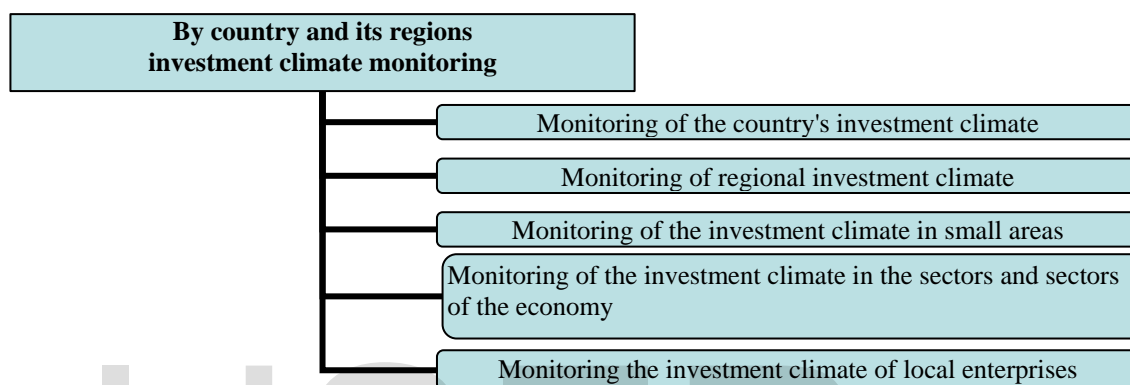 By country and its regions
investment climate monitoring
Monitoring of the country's investment climate
Monitoring of regional investment climate
Monitoring of the investment climate in small areas
Monitoring of the investment climate in the sectors and sectors
of the economy
Monitoring the investment climate of local enterprises